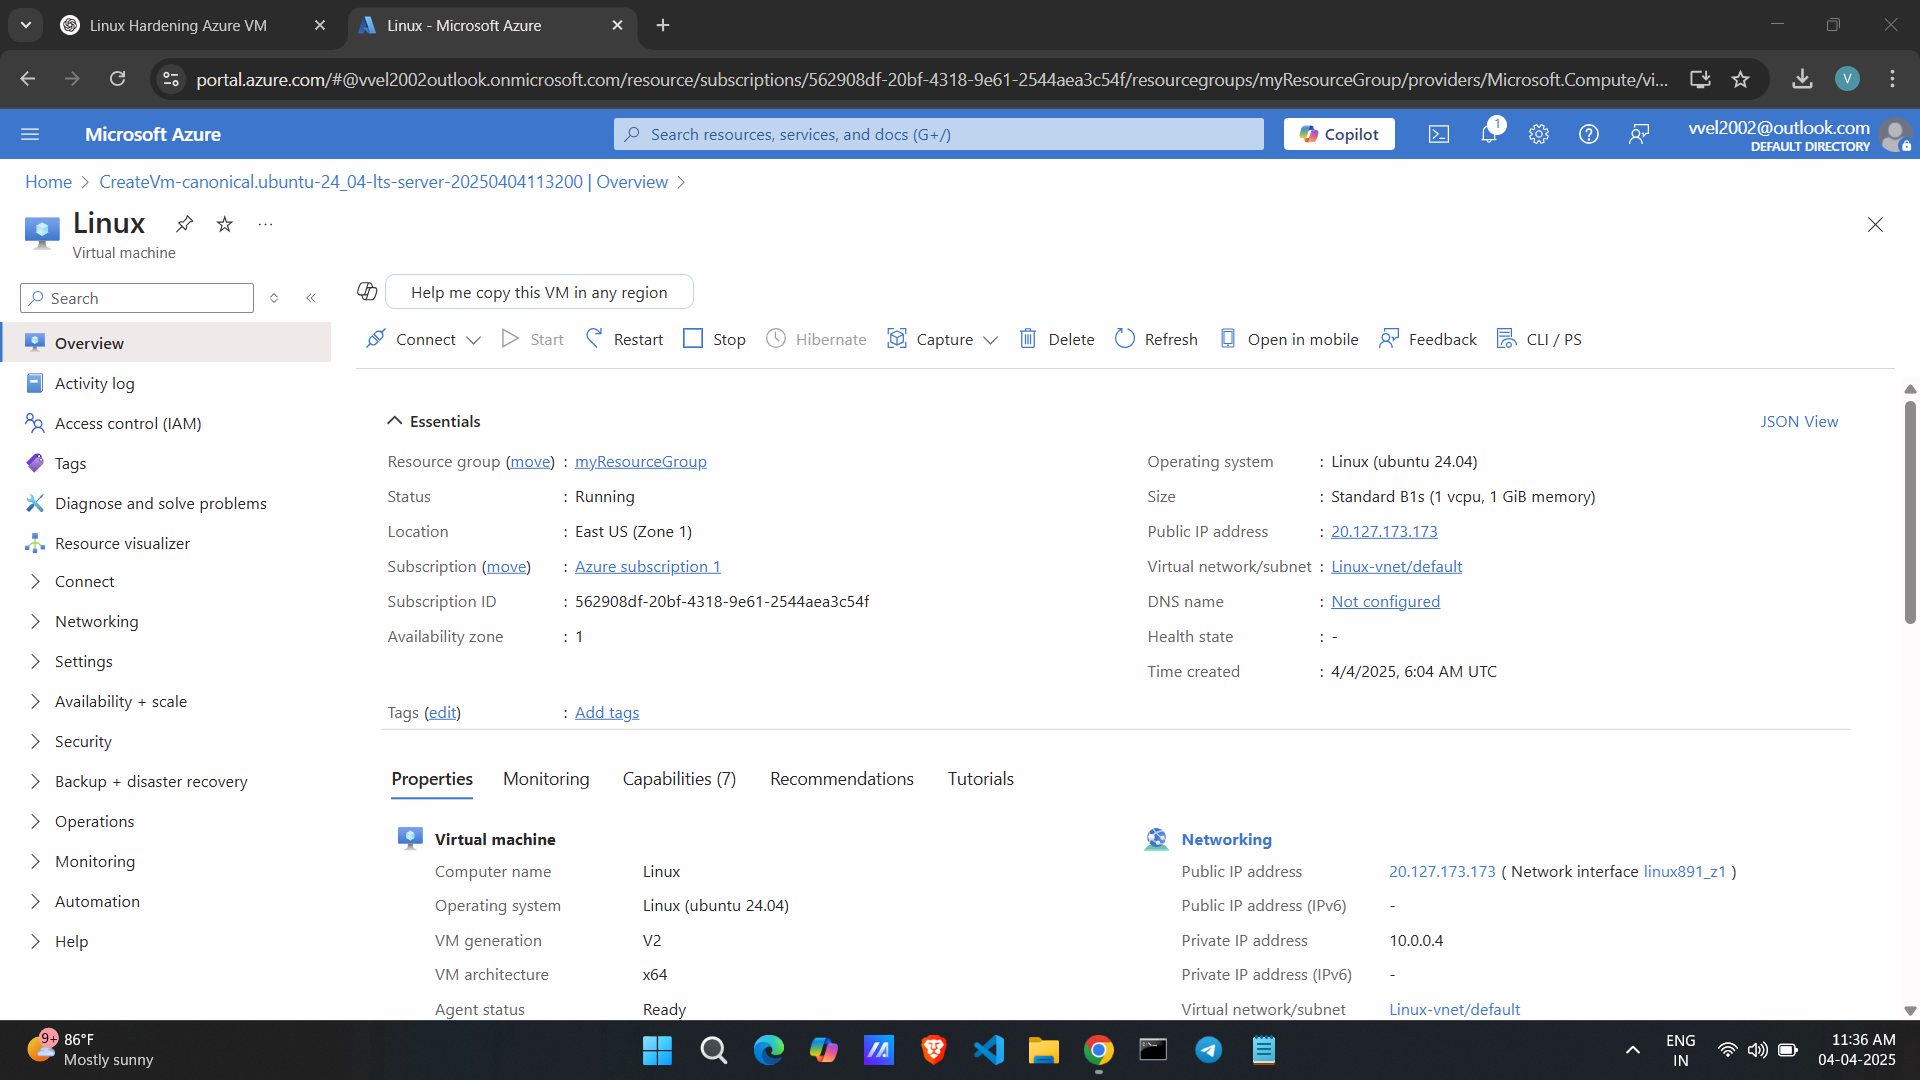 Linux Hardening Azure VM
Linux - Microsoft Azure
portal.azure.com/#@vvel2002outlook.onmicrosoft.com/resource/subscriptions/562908df-20bf-4318-9e61-2544aea3c54f/resourcegroups/myResourceGroup/providers/Microsoft.Compute/vi...
V
Microsoft Azure
Search resources, services, and docs (G+/)
Copilot
1
vvel2002@outlook.com
DEFAULT DIRECTORY
Home > CreateVm-canonical.ubuntu-24_04-lts-server-20250404113200 | Overview >
Linux
Virtual machine
Search
Help me copy this VM in any region
Connect Start Restart Stop Hibernate Capture Delete Refresh Open in mobile Feedback CLI / PS
Overview
Activity log
Access control (IAM)
Tags
Diagnose and solve problems
Resource visualizer
Connect
Networking
Settings
Availability + scale
Security
Backup + disaster recovery
Operations
Monitoring
Automation
Help
Essentials
JSON View
Resource group (move) : myResourceGroup
Status : Running
Location : East US (Zone 1)
Subscription (move) : Azure subscription 1
Subscription ID : 562908df-20bf-4318-9e61-2544aea3c54f
Availability zone : 1
Operating system : Linux (ubuntu 24.04)
Size : Standard B1s (1 vcpu, 1 GiB memory)
Public IP address : 20.127.173.173
Virtual network/subnet : Linux-vnet/default
DNS name : Not configured
Health state : -
Time created : 4/4/2025, 6:04 AM UTC
Tags (edit) : Add tags
Properties Monitoring Capabilities (7) Recommendations Tutorials
Virtual machine
Computer name Linux
Operating system Linux (ubuntu 24.04)
VM generation V2
VM architecture x64
Agent status Ready
Networking
Public IP address 20.127.173.173 ( Network interface linux891_z1 )
Public IP address (IPv6) -
Private IP address 10.0.0.4
Private IP address (IPv6) -
Virtual network/subnet Linux-vnet/default
9+
86°F
Mostly sunny
ENG
IN
11:36 AM
04-04-2025